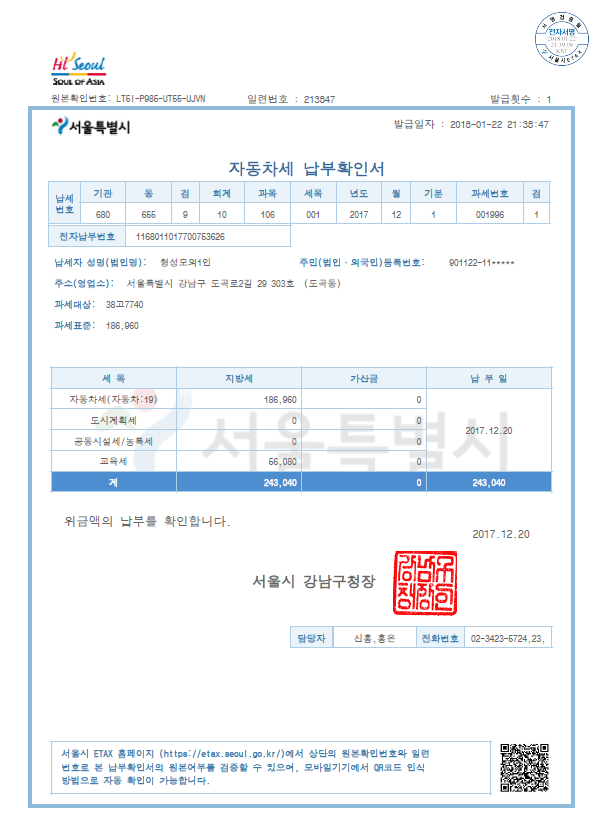 서명검증필
전자서명
2018-01-22
21:39:09
KST
서울시ETAX
Hi Seoul
SOUL OF ASIA
원본확인번호: LT51-P985-UT66-UJVN 일련번호 : 213847 발급횟수 : 1
서울특별시 발급일자 : 2018-01-22 21:38:47
자동차세 납부확인서
납세번호 기관 동 검 회계 과목 세목 년도 월 기분 과세번호 검
680 655 9 10 106 001 2017 12 1 001996 1
전자납부번호 1168011017700753626
납세자 성명(법인명): 형성모외1인 주민(법인·외국인)등록번호: 901122-11*****
주소(영업소): 서울특별시 강남구 도곡로2길 29 303호 (도곡동)
과세대상: 38고7740
과세표준: 186,960
세 목 지방세 가산금 납 부 일
자동차세(자동차:19) 186,960 0
도시계획세 0 0
2017.12.20
공동시설세/농특세 0 0
교육세 56,080 0
계 243,040 0 243,040
서울특별시
위금액의 납부를 확인합니다.
2017.12.20
서울시 강남구청장
담당자 신홍,홍은 전화번호 02-3423-5724,23,
서울시 ETAX 홈페이지 (https://etax.seoul.go.kr/)에서 상단의 원본확인번호와 일련
번호로 본 납부확인서의 원본여부를 검증할 수 있으며, 모바일기기에서 QR코드 인식
방법으로 자동 확인이 가능합니다.